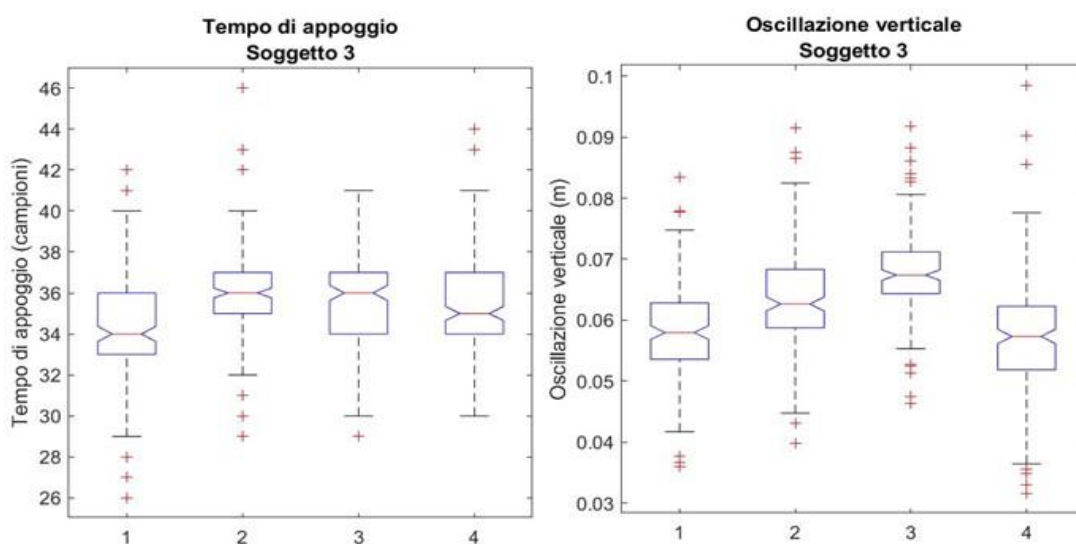 Tempo di appoggio
Soggetto 3
Tempo di appoggio (campioni)
46
44
42
40
38
36
34
32
30
28
26
1 2 3 4
Oscillazione verticale
Soggetto 3
Oscillazione verticale (m)
0.1
0.09
0.08
0.07
0.06
0.05
0.04
0.03
1 2 3 4